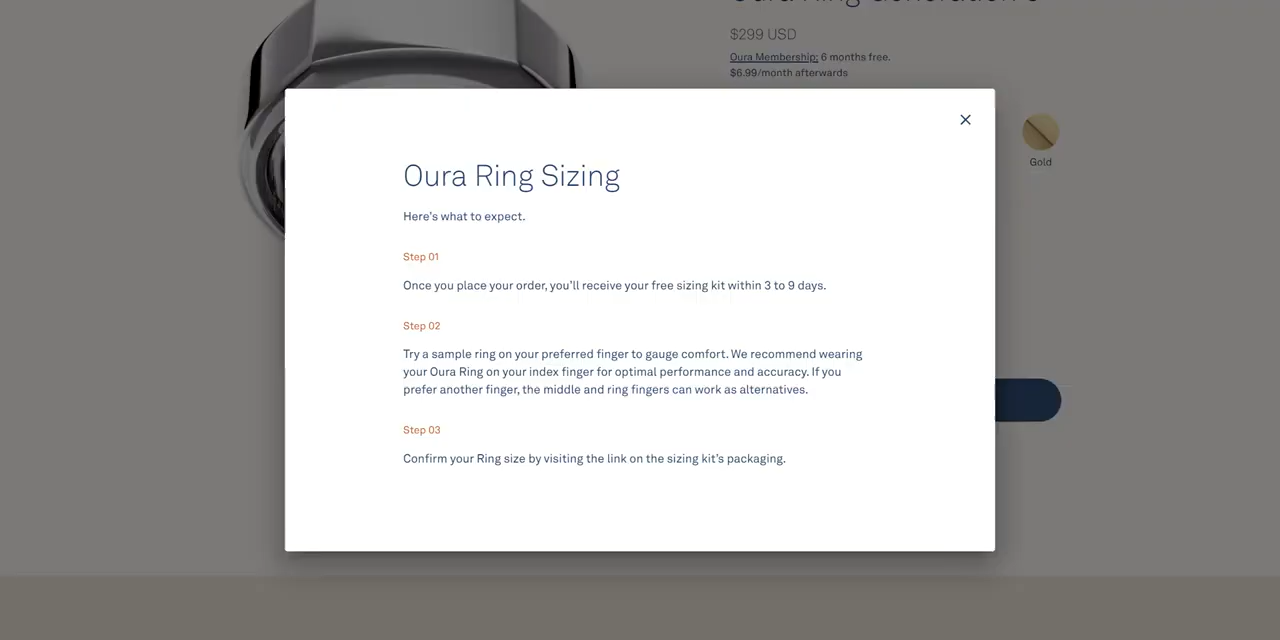 $299 USD
Oura Membership: 6 months free.
$6.99/month afterwards
Gold
Oura Ring Sizing
Here's what to expect.
Step 01
Once you place your order, you'll receive your free sizing kit within 3 to 9 days.
Step 02
Try a sample ring on your preferred finger to gauge comfort. We recommend wearing
your Oura Ring on your index finger for optimal performance and accuracy. If you
prefer another finger, the middle and ring fingers can work as alternatives.
Step 03
Confirm your Ring size by visiting the link on the sizing kit's packaging.